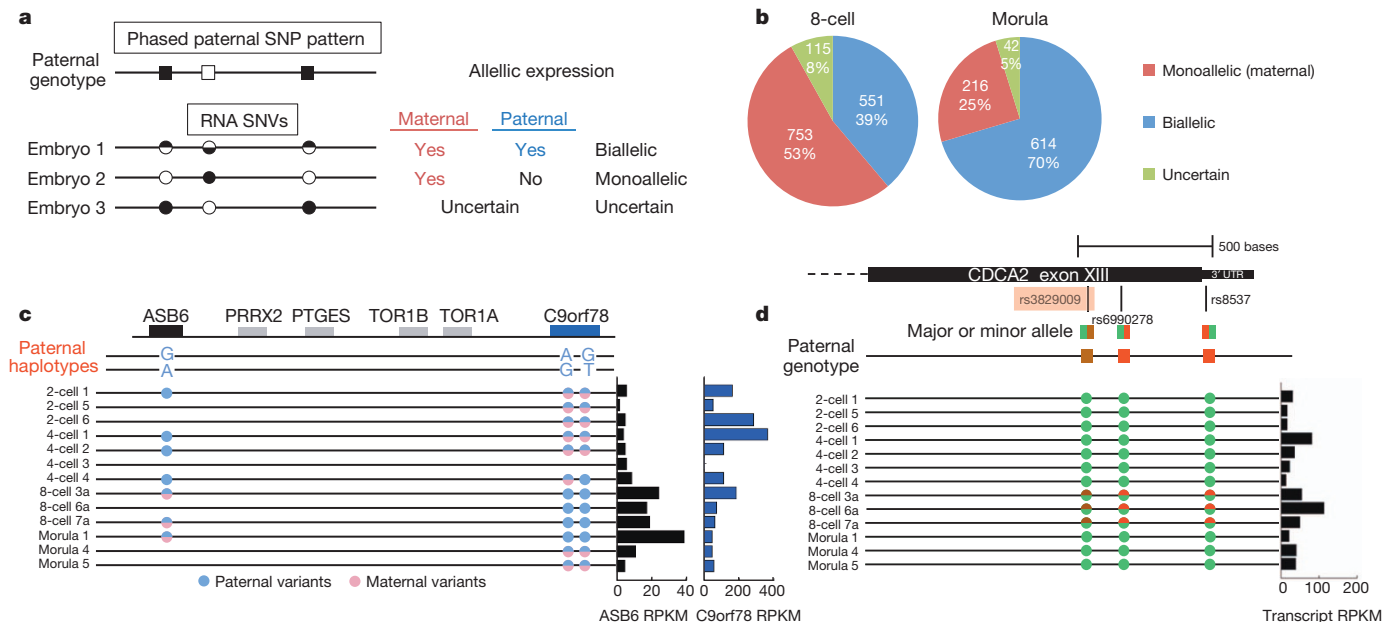 a
Phased paternal SNP pattern
Paternal genotype
Allellic expression
RNA SNVs
Maternal Paternal
Embryo 1 Yes Yes Biallelic
Embryo 2 Yes No Monoallelic
Embryo 3 Uncertain Uncertain
b
8-cell Morula
115 8%
551 39%
753 53%
42 5%
216 25%
614 70%
Monoallelic (maternal)
Biallelic
Uncertain
c
ASB6 PRRX2 PTGES TOR1B TOR1A C9orf78
Paternal haplotypes
G A G
A G T
2-cell 1
2-cell 5
2-cell 6
4-cell 1
4-cell 2
4-cell 3
4-cell 4
8-cell 3a
8-cell 6a
8-cell 7a
Morula 1
Morula 4
Morula 5
Paternal variants Maternal variants
0 20 40
ASB6 RPKM
0 200 400
C9orf78 RPKM
d
500 bases
CDCA2 exon XIII 3′ UTR
rs3829009
rs6990278
rs8537
Major or minor allele
Paternal genotype
2-cell 1
2-cell 5
2-cell 6
4-cell 1
4-cell 2
4-cell 3
4-cell 4
8-cell 3a
8-cell 6a
8-cell 7a
Morula 1
Morula 4
Morula 5
0 100 200
Transcript RPKM